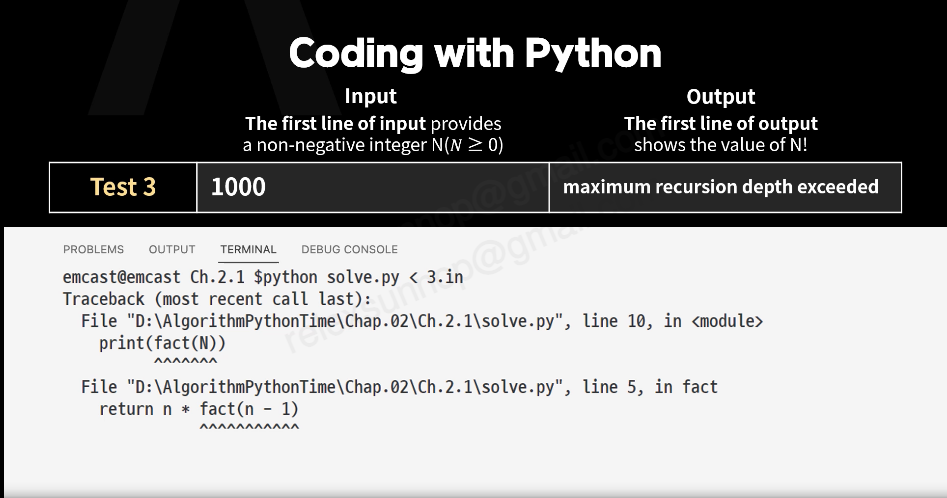 Coding with Python
Input
Output
The first line of input provides
a non-negative integer N(N ≥ 0)
The first line of output
shows the value of N!
Test 3
1000
maximum recursion depth exceeded
PROBLEMS OUTPUT TERMINAL DEBUG CONSOLE
emcast@emcast Ch.2.1 $python solve.py < 3.in
Traceback (most recent call last):
File "D:\AlgorithmPythonTime\Chap.02\Ch.2.1\solve.py", line 10, in <module>
print(fact(N))
^^^^^^^
File "D:\AlgorithmPythonTime\Chap.02\Ch.2.1\solve.py", line 5, in fact
return n * fact(n - 1)
^^^^^^^^^^^